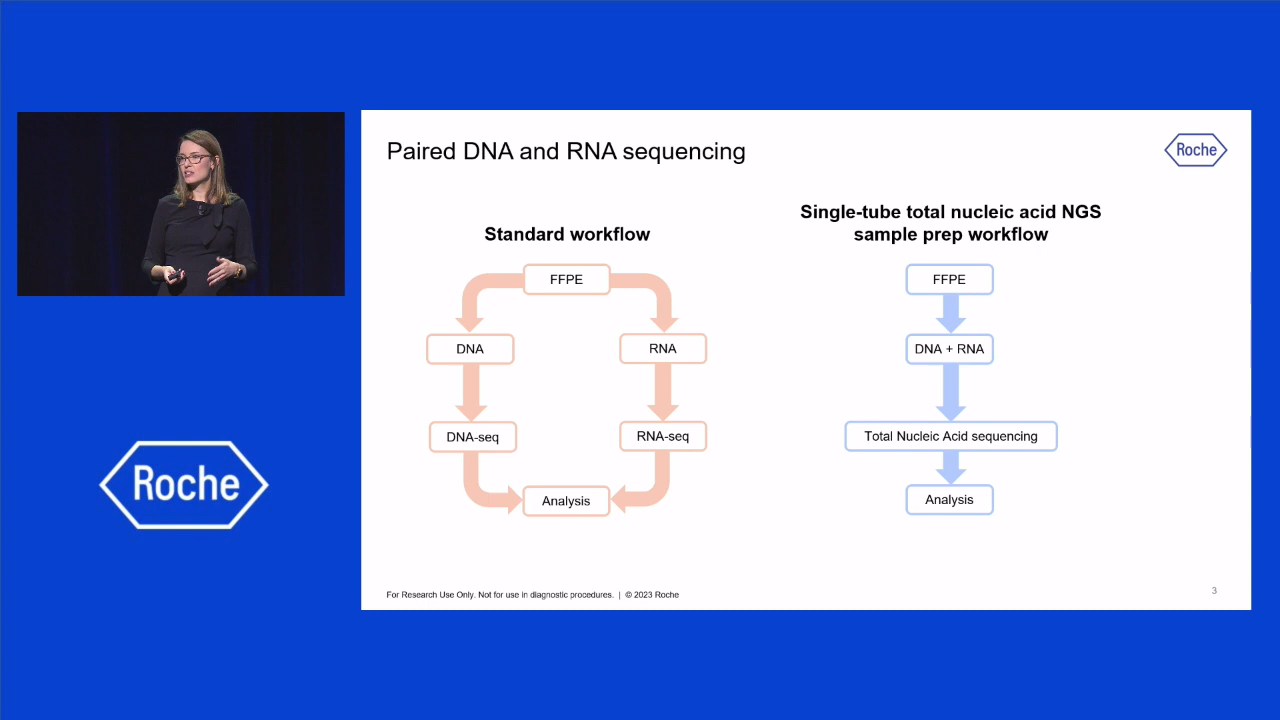 Roche
Paired DNA and RNA sequencing
Roche
Standard workflow
FFPE
DNA
RNA
DNA-seq
RNA-seq
Analysis
Single-tube total nucleic acid NGS
sample prep workflow
FFPE
DNA + RNA
Total Nucleic Acid sequencing
Analysis
For Research Use Only. Not for use in diagnostic procedures. | © 2023 Roche
3